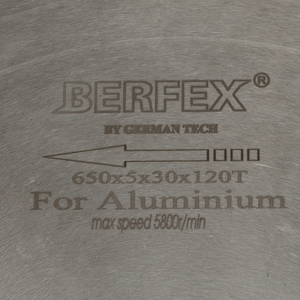 BERFEX®
BY GERMAN TECH
650x5x30x120T
For Aluminium
max speed 5800r/min